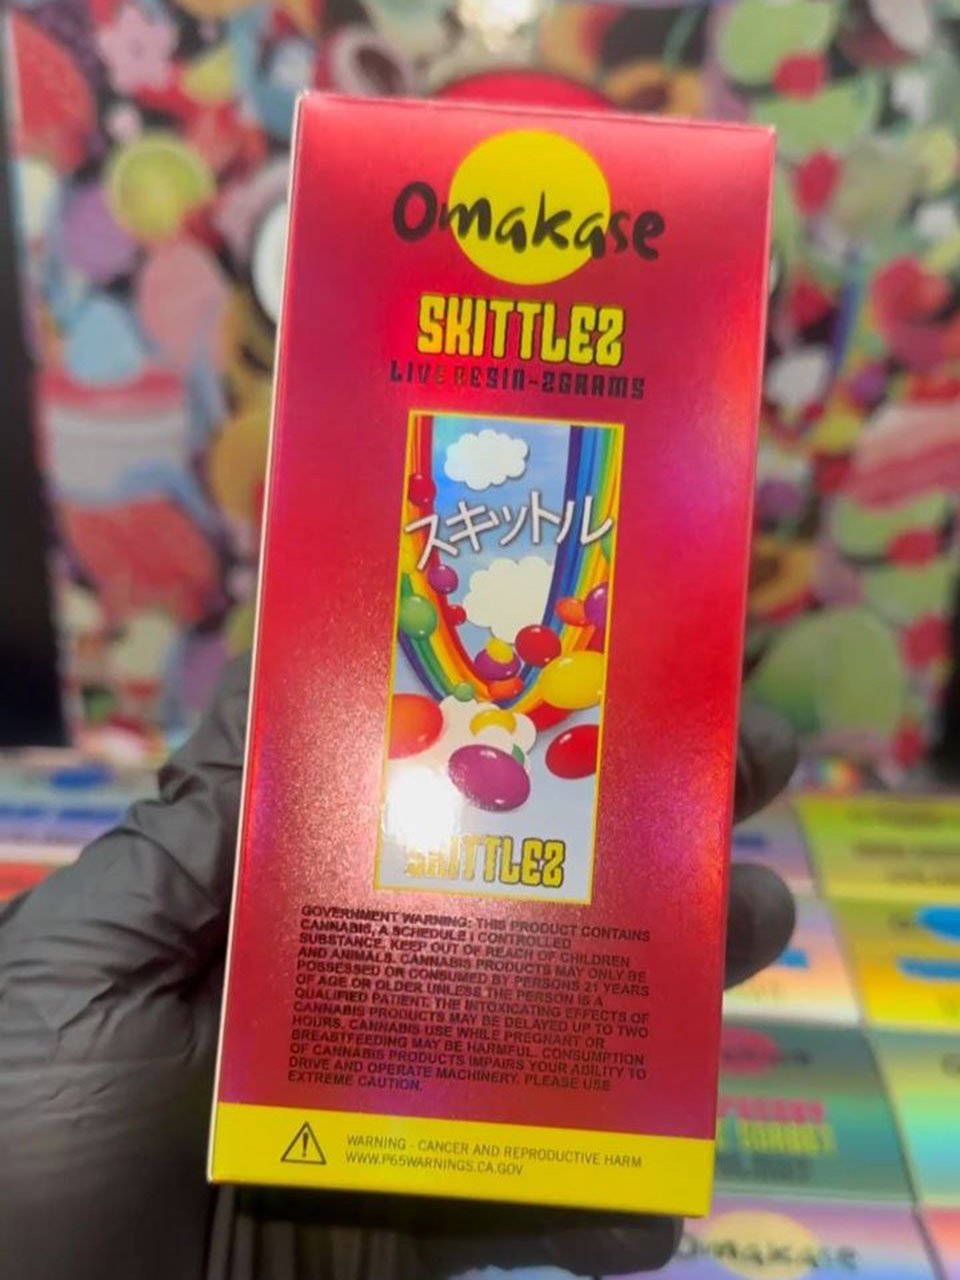 Omakase
SKITTLEZ
LIVE RESIN-2GRAMS
スキットル
SKITTLEZ
GOVERNMENT WARNING: THIS PRODUCT CONTAINS
CANNABIS, A SCHEDULE I CONTROLLED
SUBSTANCE. KEEP OUT OF REACH OF CHILDREN
AND ANIMALS. CANNABIS PRODUCTS MAY ONLY BE
POSSESSED OR CONSUMED BY PERSONS 21 YEARS
OF AGE OR OLDER UNLESS THE PERSON IS A
QUALIFIED PATIENT. THE INTOXICATING EFFECTS OF
CANNABIS PRODUCTS MAY BE DELAYED UP TO TWO
HOURS. CANNABIS USE WHILE PREGNANT OR
BREASTFEEDING MAY BE HARMFUL. CONSUMPTION
OF CANNABIS PRODUCTS IMPAIRS YOUR ABILITY TO
DRIVE AND OPERATE MACHINERY. PLEASE USE
EXTREME CAUTION.
WARNING - CANCER AND REPRODUCTIVE HARM
WWW.P65WARNINGS.CA.GOV
Omakase